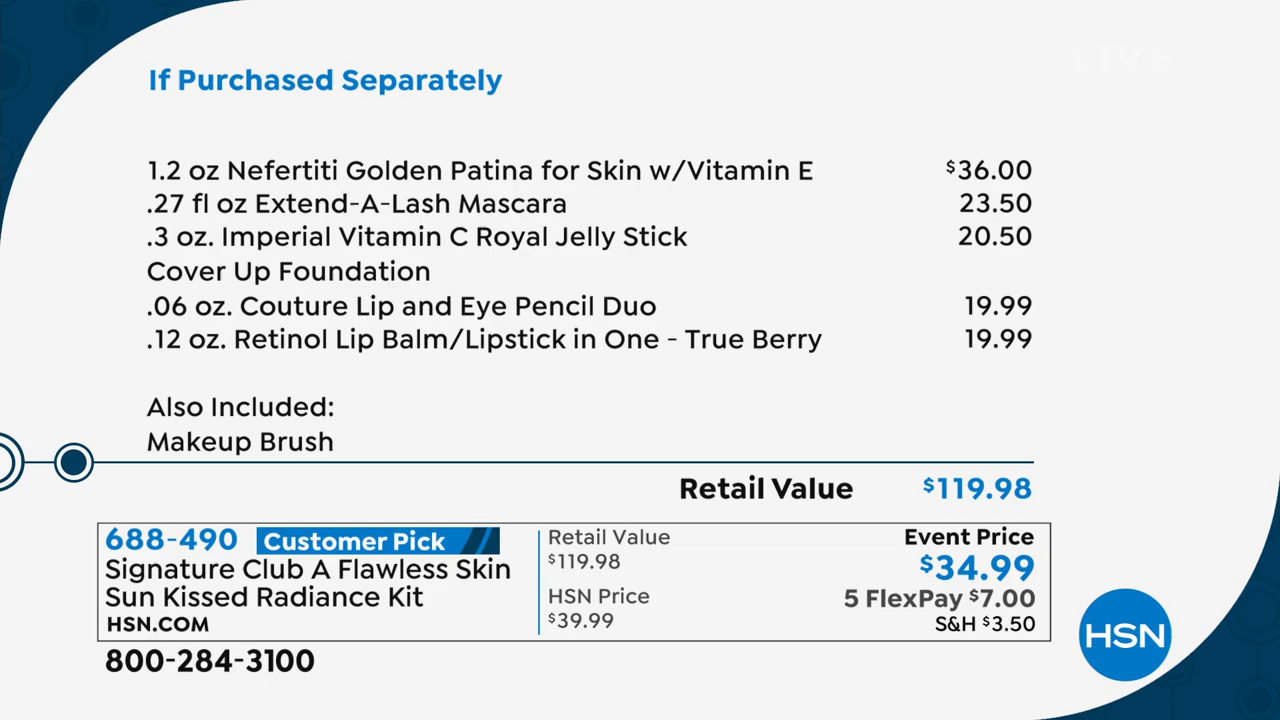 LIVE
If Purchased Separately
1.2 oz Nefertiti Golden Patina for Skin w/Vitamin E $36.00
.27 fl oz Extend-A-Lash Mascara 23.50
.3 oz. Imperial Vitamin C Royal Jelly Stick 20.50
Cover Up Foundation
.06 oz. Couture Lip and Eye Pencil Duo 19.99
.12 oz. Retinol Lip Balm/Lipstick in One - True Berry 19.99
Also Included:
Makeup Brush
Retail Value $119.98
688-490 Customer Pick
Signature Club A Flawless Skin
Sun Kissed Radiance Kit
HSN.COM
Retail Value
$119.98
HSN Price
$39.99
Event Price
$34.99
5 FlexPay $7.00
S&H $3.50
HSN
800-284-3100